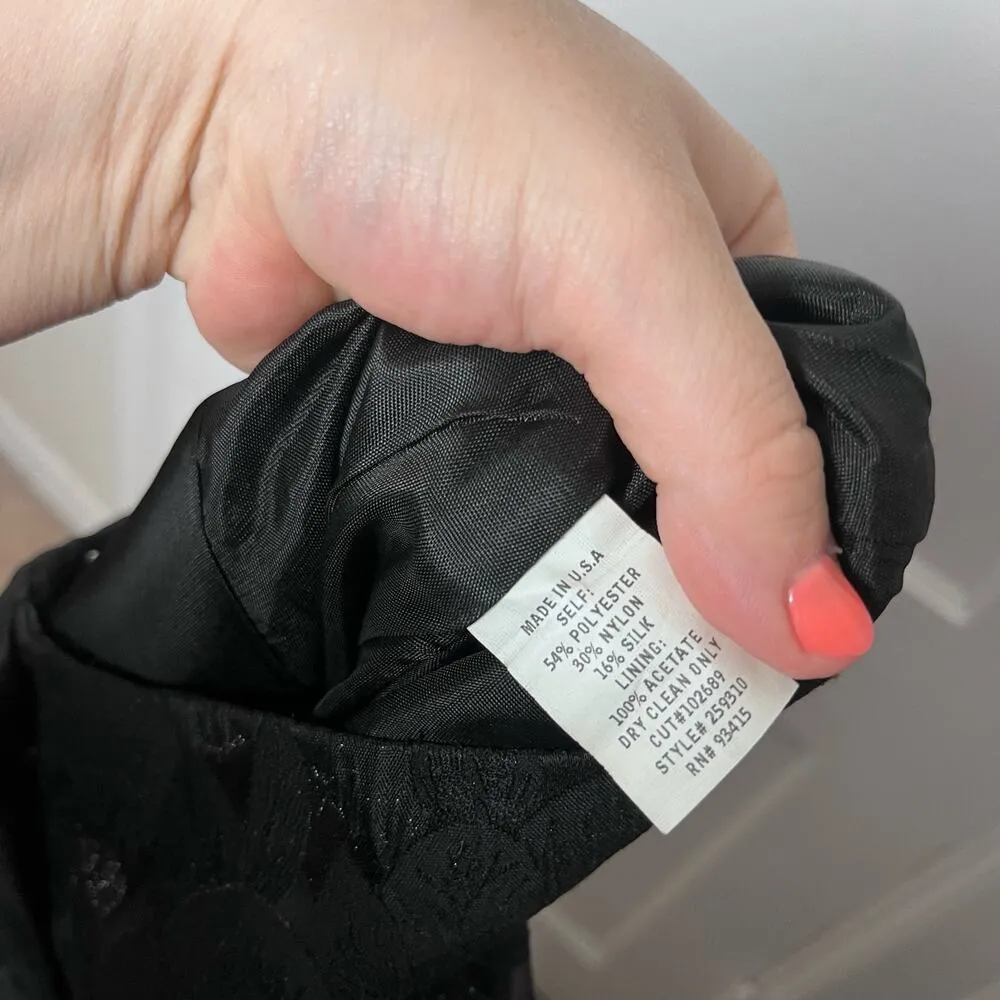 MADE IN U.S.A
SELF:
54% POLYESTER
30% NYLON
16% SILK
LINING:
100% ACETATE
DRY CLEAN ONLY
CUT#102689
STYLE# 259310
RN# 93415